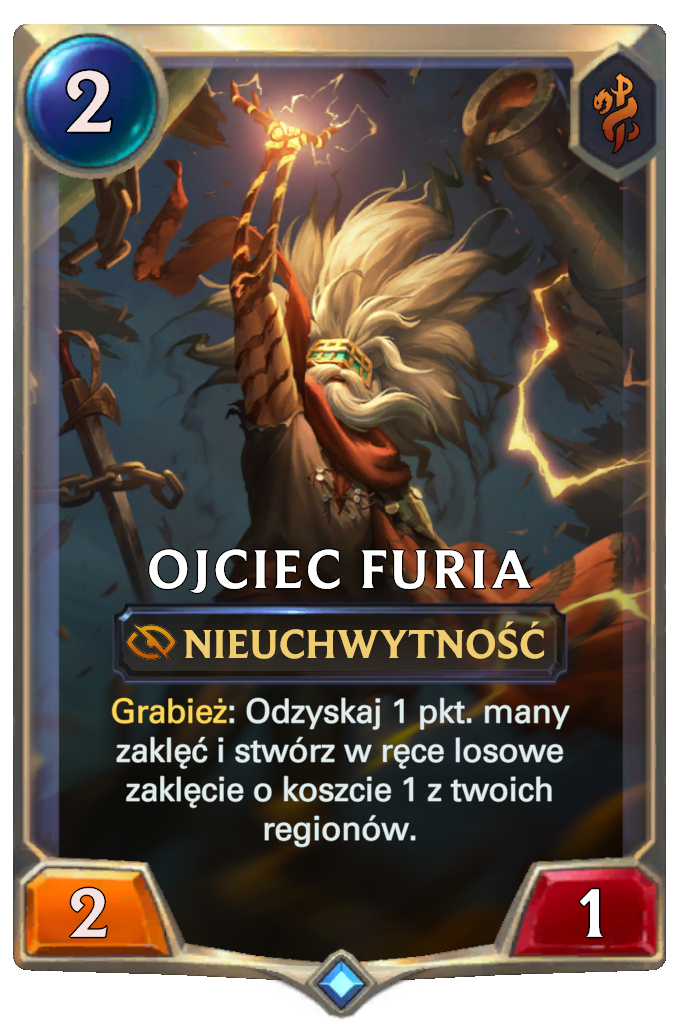 2
OJCIEC FURIA
NIEUCHWYTNOŚĆ
Grabież: Odzyskaj 1 pkt. many
zaklęć i stwórz w ręce losowe
zaklęcie o koszcie 1 z twoich
regionów.
2
1